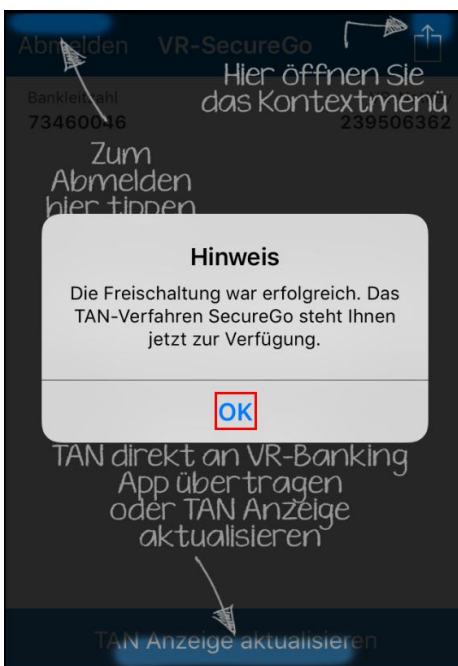 Abmelden VR-SecureGo
Hier öffnen Sie
das Kontextmenü
Bankleitzahl
73460046 239506362
Zum
Abmelden
hier tippen
Hinweis
Die Freischaltung war erfolgreich. Das
TAN-Verfahren SecureGo steht Ihnen
jetzt zur Verfügung.
OK
TAN direkt an VR-Banking
App übertragen
oder TAN Anzeige
aktualisieren
TAN Anzeige aktualisieren